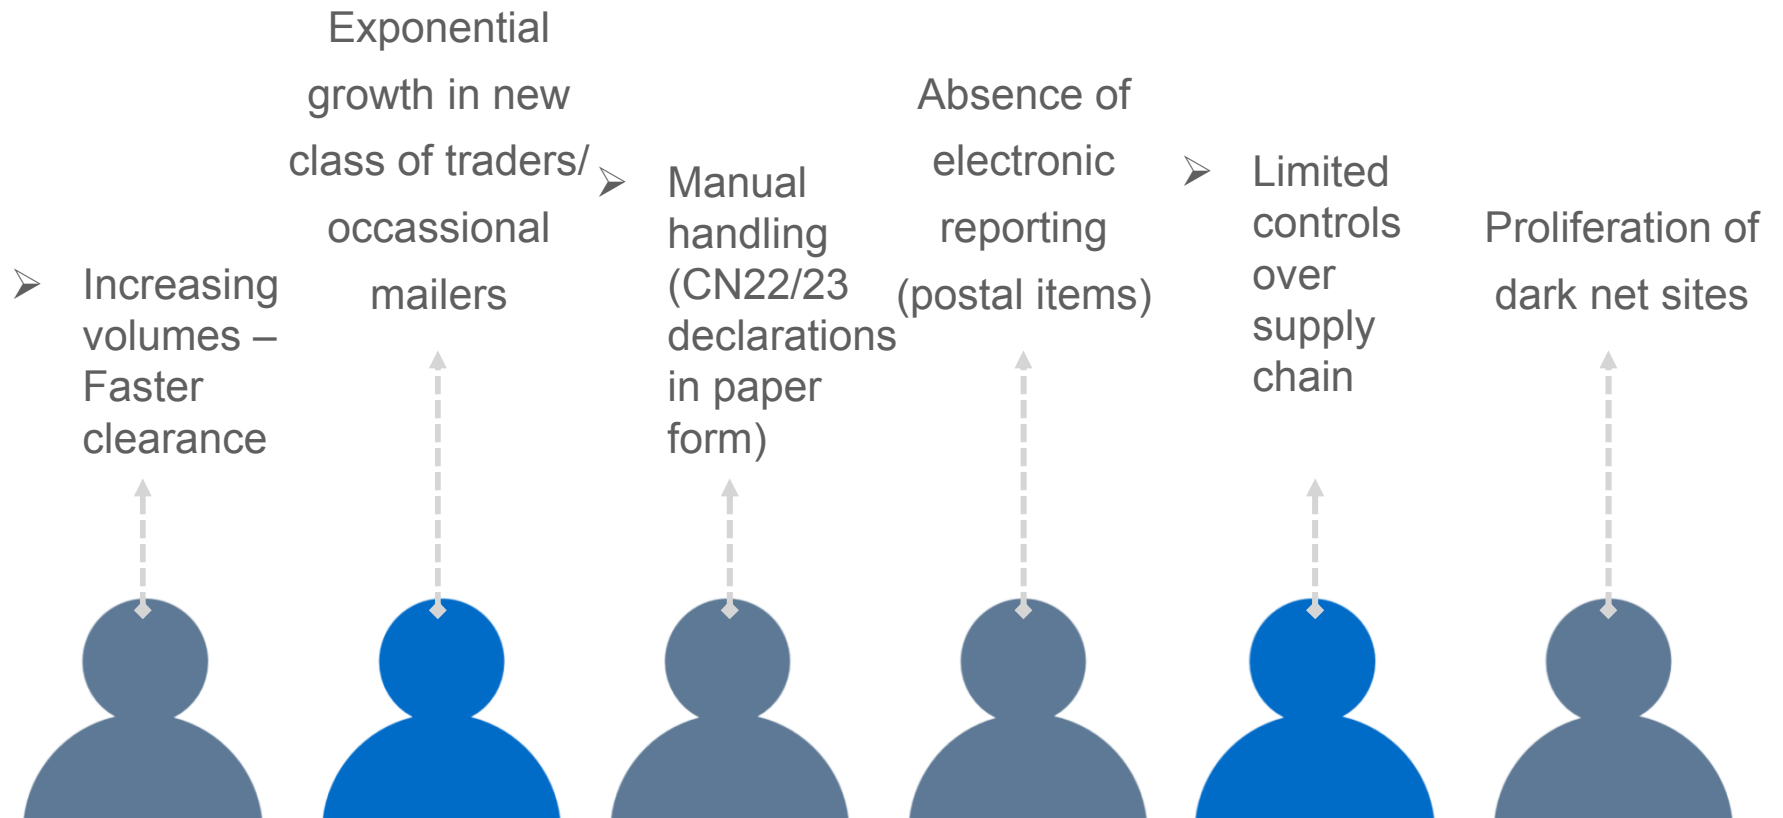 ➢ Increasing
volumes –
Faster
clearance
Exponential
growth in new
class of traders/
occassional
mailers
➢ Manual
handling
(CN22/23
declarations
in paper
form)
Absence of
electronic
reporting
(postal items)
➢ Limited
controls
over
supply
chain
Proliferation of
dark net sites